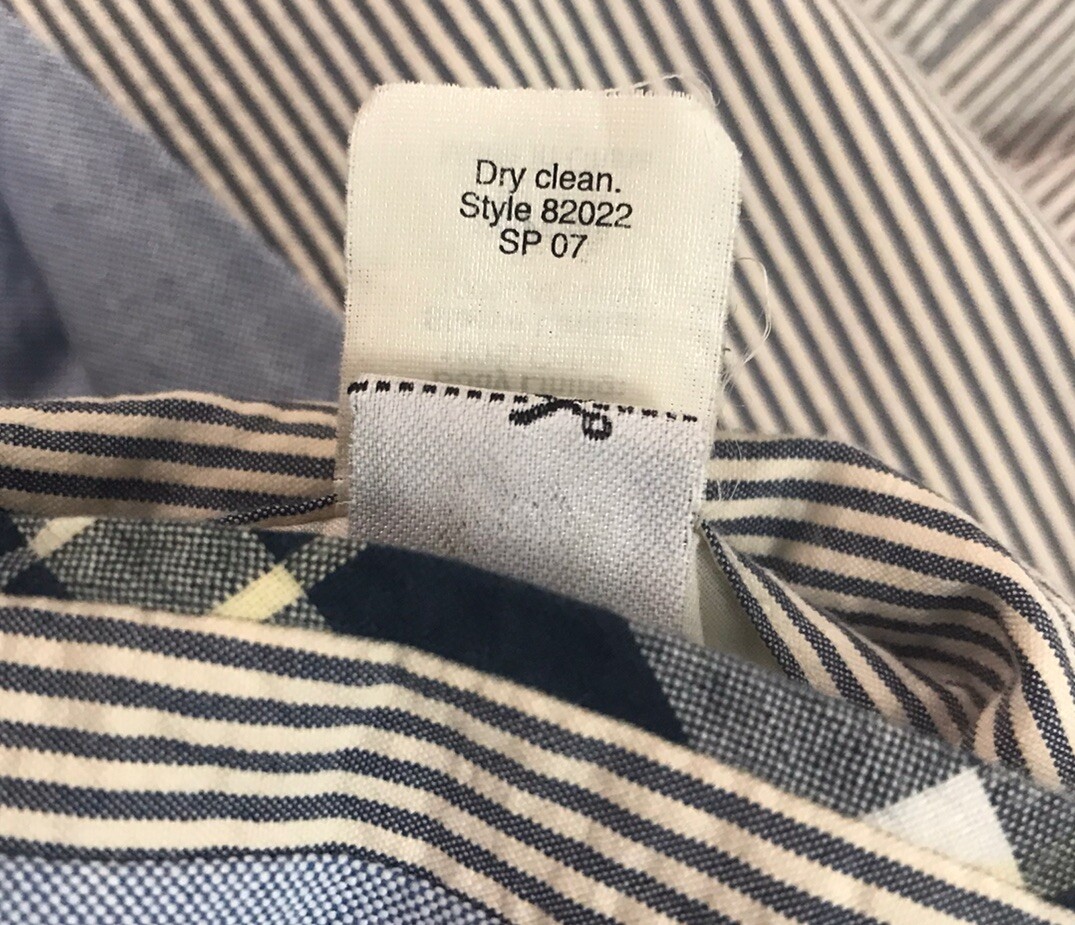 Dry clean.
Style 82022
SP 07